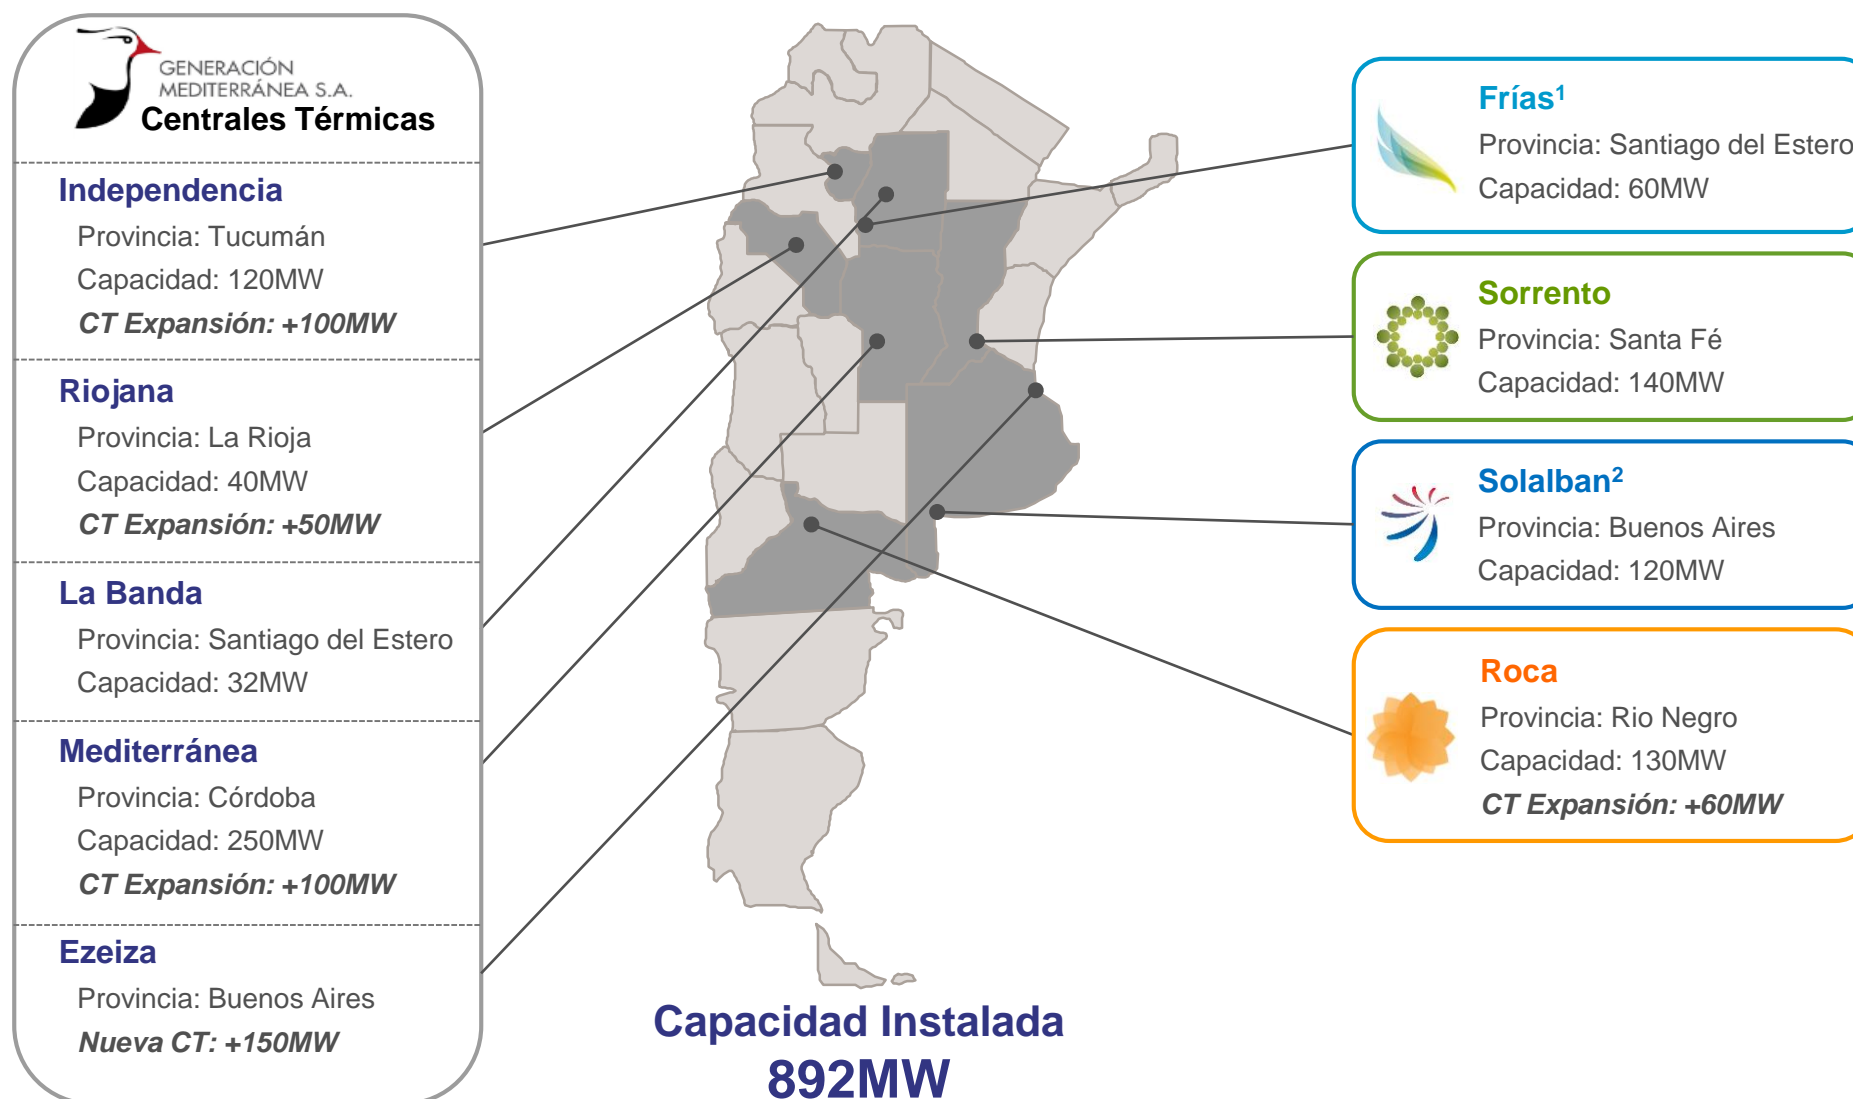 GENERACIÓN
MEDITERRÁNEA S.A.
Centrales Térmicas
Independencia
Provincia: Tucumán
Capacidad: 120MW
CT Expansión: +100MW
Riojana
Provincia: La Rioja
Capacidad: 40MW
CT Expansión: +50MW
La Banda
Provincia: Santiago del Estero
Capacidad: 32MW
Mediterránea
Provincia: Córdoba
Capacidad: 250MW
CT Expansión: +100MW
Ezeiza
Provincia: Buenos Aires
Nueva CT: +150MW
Capacidad Instalada
892MW
Frías¹
Provincia: Santiago del Estero
Capacidad: 60MW
Sorrento
Provincia: Santa Fé
Capacidad: 140MW
Solalban²
Provincia: Buenos Aires
Capacidad: 120MW
Roca
Provincia: Rio Negro
Capacidad: 130MW
CT Expansión: +60MW